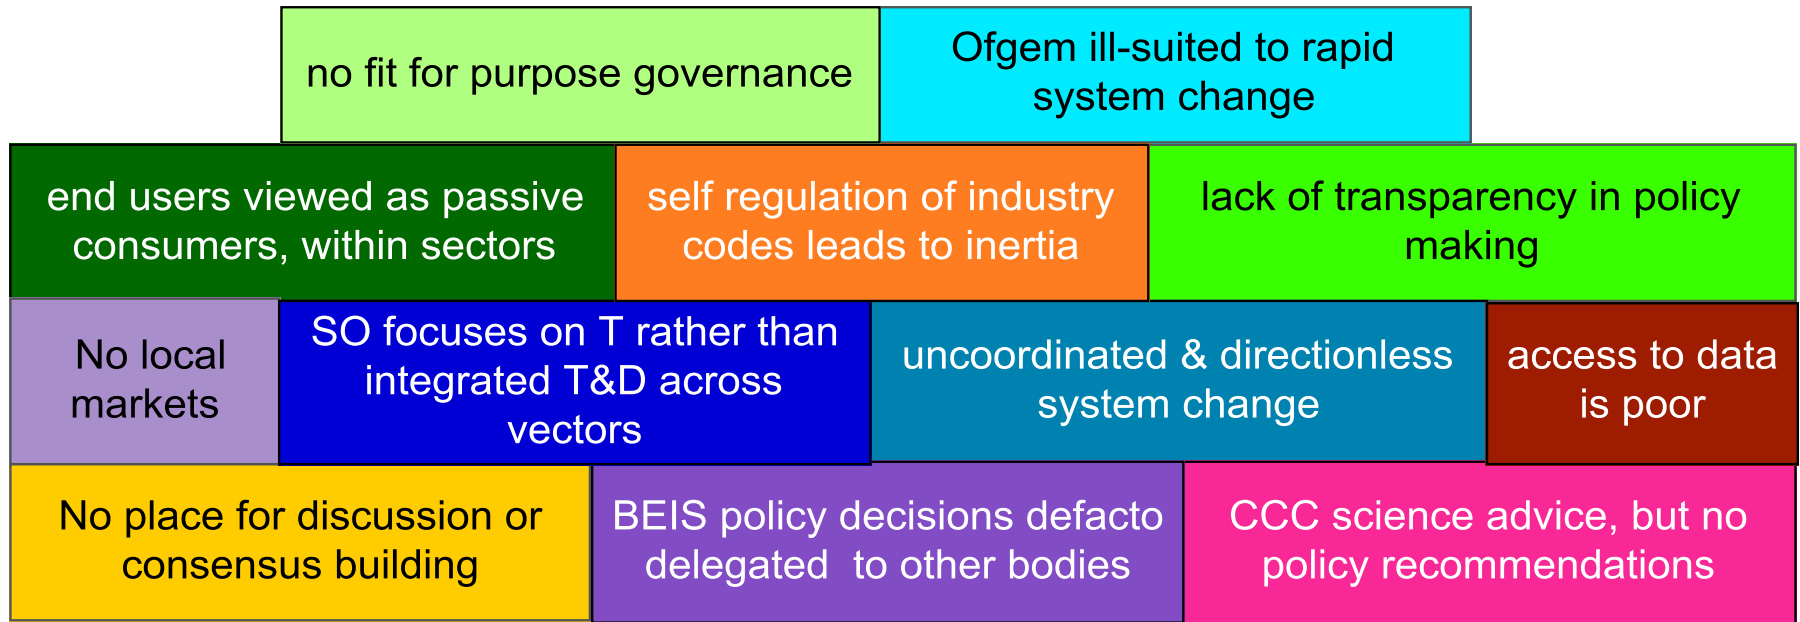 no fit for purpose governance
Ofgem ill-suited to rapid
system change
end users viewed as passive
consumers, within sectors
self regulation of industry
codes leads to inertia
lack of transparency in policy
making
No local
markets
SO focuses on T rather than
integrated T&D across
vectors
uncoordinated & directionless
system change
access to data
is poor
No place for discussion or
consensus building
BEIS policy decisions defacto
delegated  to other bodies
CCC science advice, but no
policy recommendations